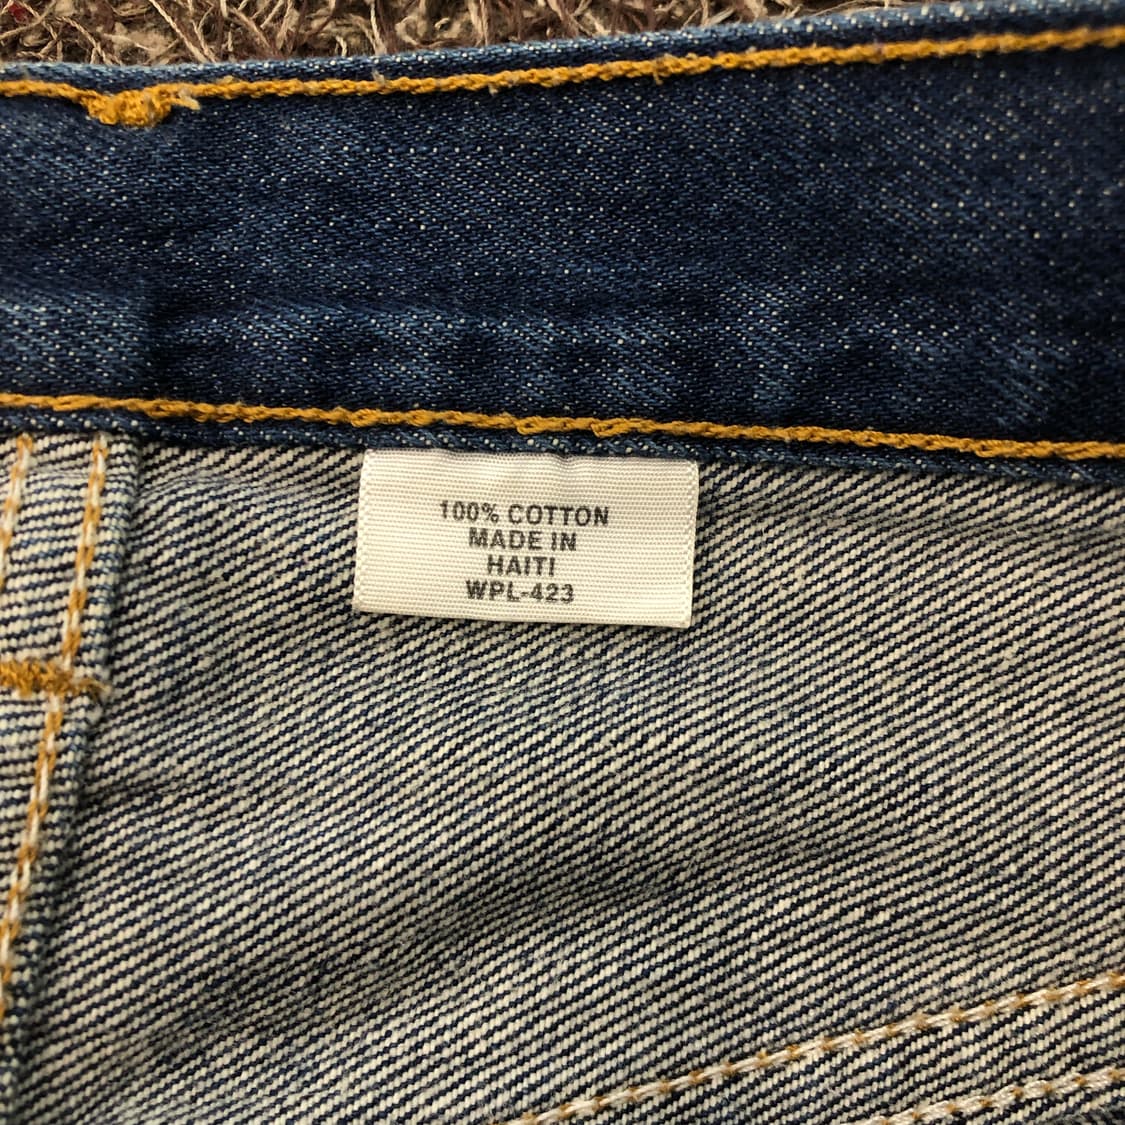 100% COTTON
MADE IN
HAITI
WPL-423